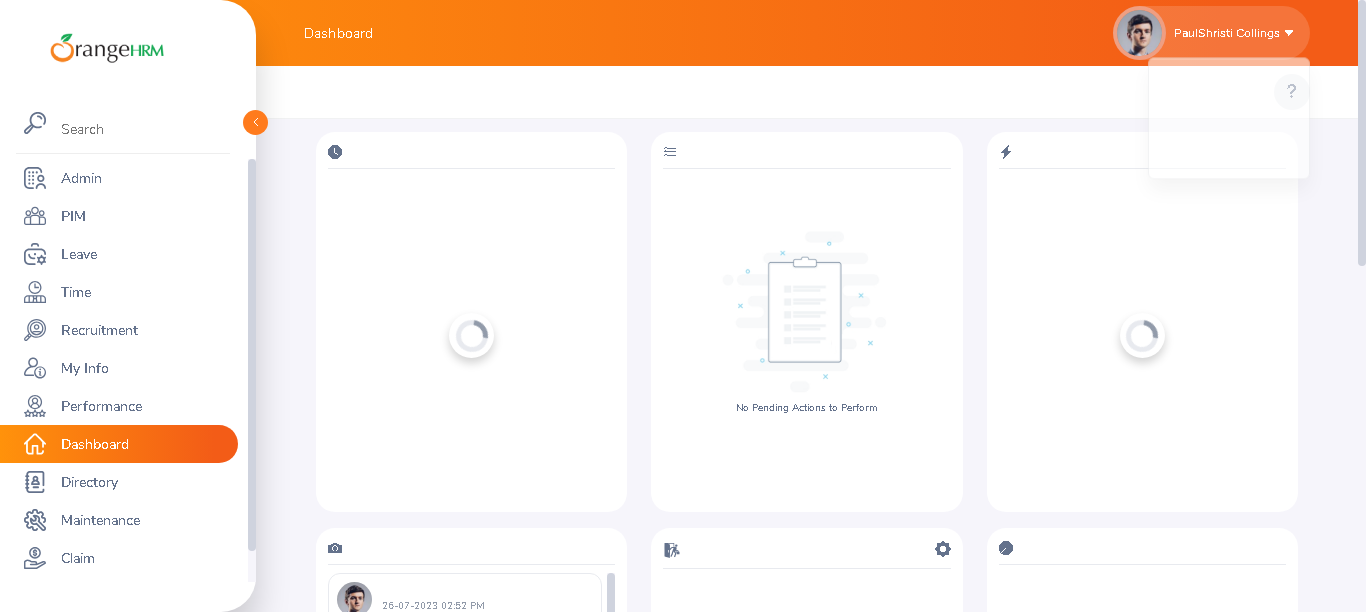 OrangeHRM
Dashboard
PaulShristi Collings
?
Search
Admin
PIM
Leave
Time
Recruitment
My Info
Performance
Dashboard
Directory
Maintenance
Claim
No Pending Actions to Perform
26-07-2023 02:52 PM